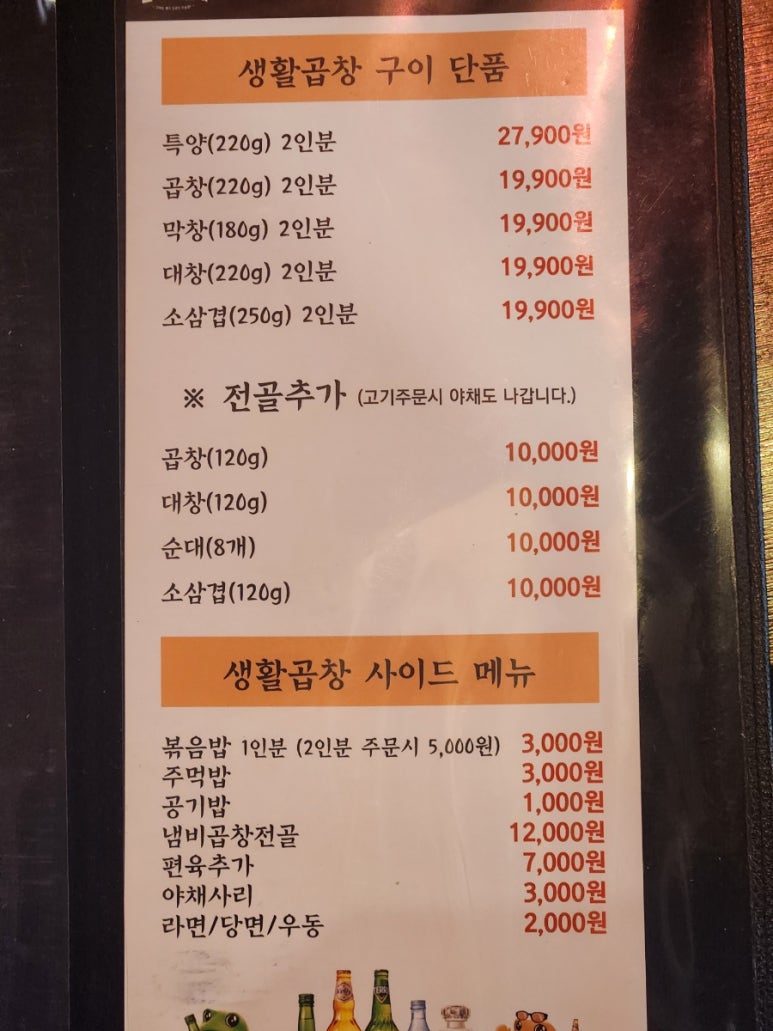 생활곱창 구이 단품
특양(220g) 2인분 27,900원
곱창(220g) 2인분 19,900원
막창(180g) 2인분 19,900원
대창(220g) 2인분 19,900원
소삼겹(250g) 2인분 19,900원
※ 전골추가 (고기주문시 야채도 나갑니다.)
곱창(120g) 10,000원
대창(120g) 10,000원
순대(8개) 10,000원
소삼겹(120g) 10,000원
생활곱창 사이드 메뉴
볶음밥 1인분 (2인분 주문시 5,000원) 3,000원
주먹밥 3,000원
공기밥 1,000원
냄비곱창전골 12,000원
편육추가 7,000원
야채사리 3,000원
라면/당면/우동 2,000원